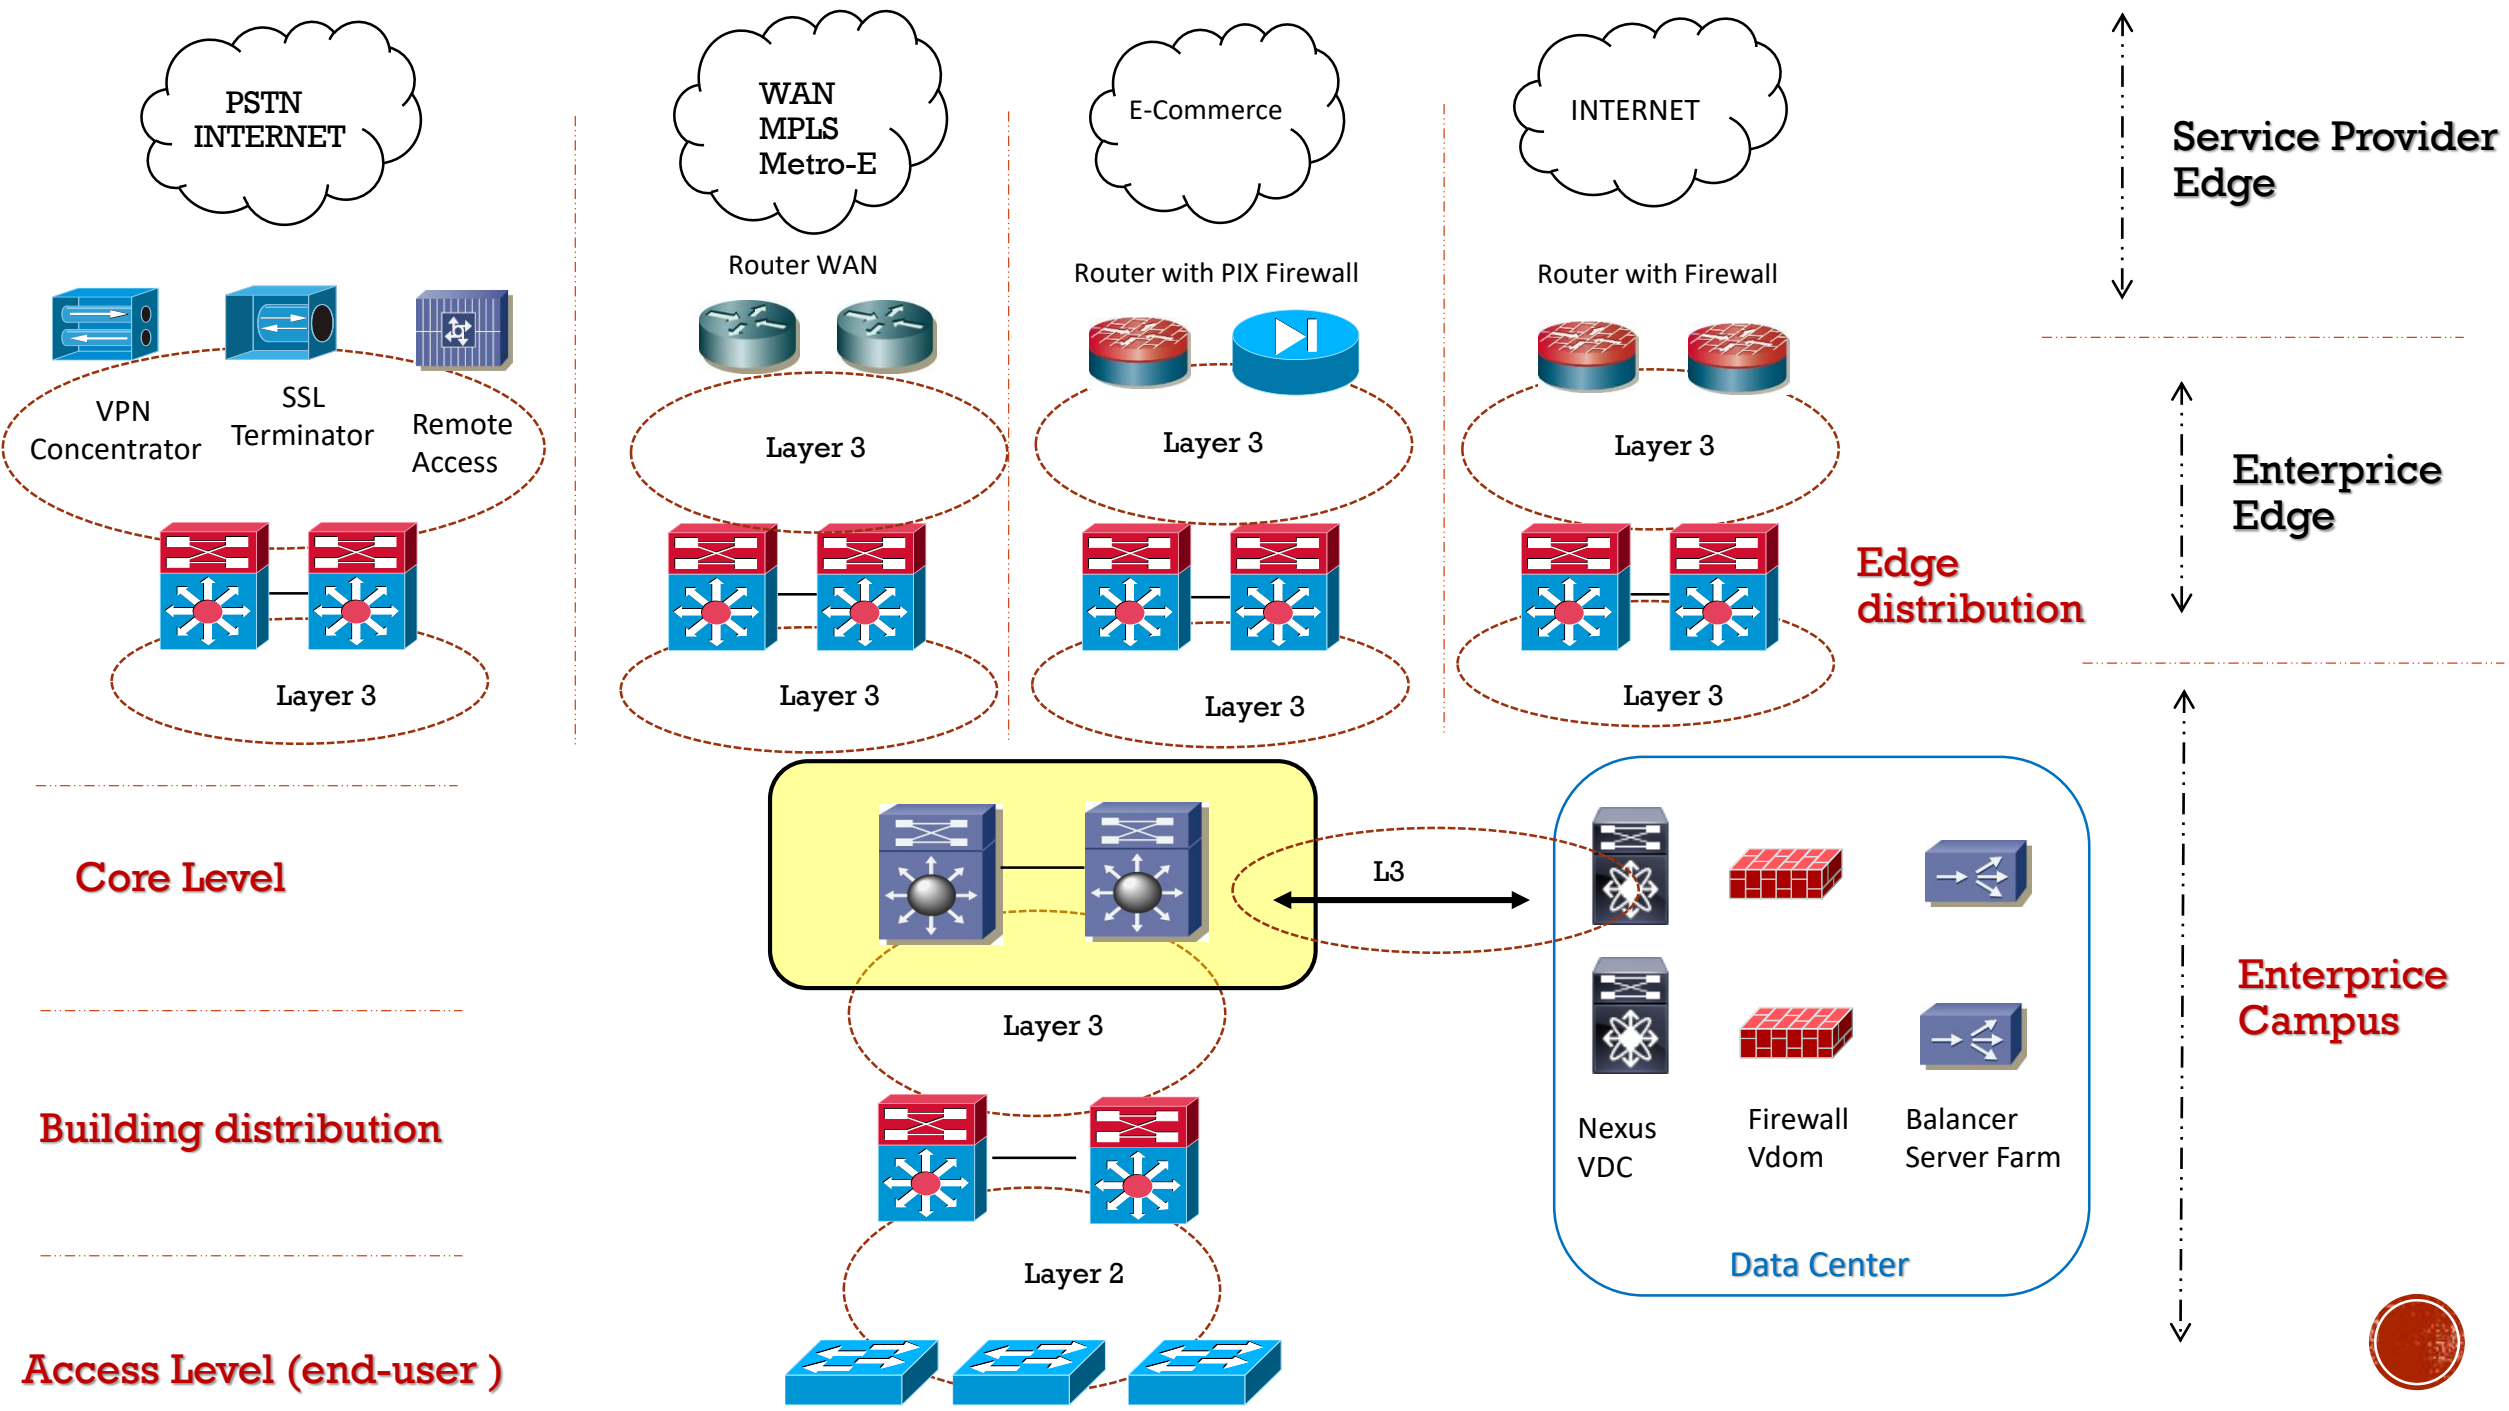 PSTN
INTERNET
WAN
MPLS
Metro-E
E-Commerce
INTERNET
Service Provider
Edge
Router WAN
Router with PIX Firewall
Router with Firewall
VPN
Concentrator
SSL
Terminator
Remote
Access
Layer 3
Layer 3
Layer 3
Enterprice
Edge
Edge
distribution
Layer 3
Layer 3
Layer 3
Layer 3
Core Level
L3
Layer 3
Enterprice
Campus
Building distribution
Nexus
VDC
Firewall
Vdom
Balancer
Server Farm
Layer 2
Data Center
Access Level (end-user )